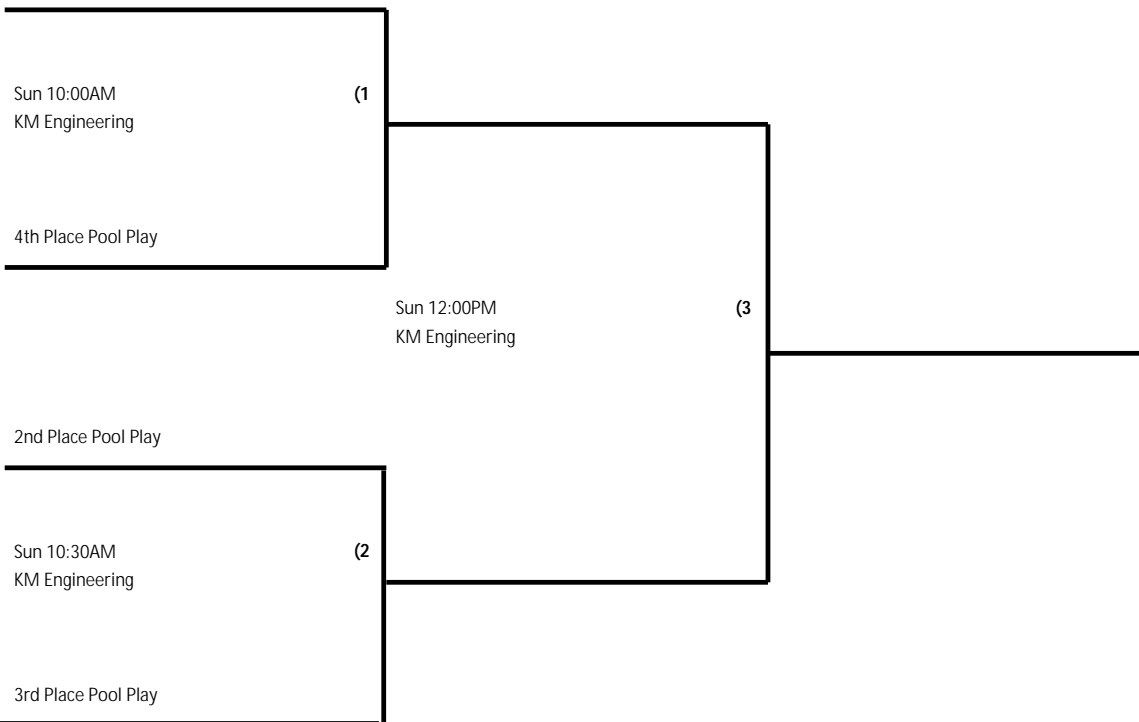 Sun 10:00AM (1
KM Engineering
4th Place Pool Play
Sun 12:00PM (3
KM Engineering
2nd Place Pool Play
Sun 10:30AM (2
KM Engineering
3rd Place Pool Play